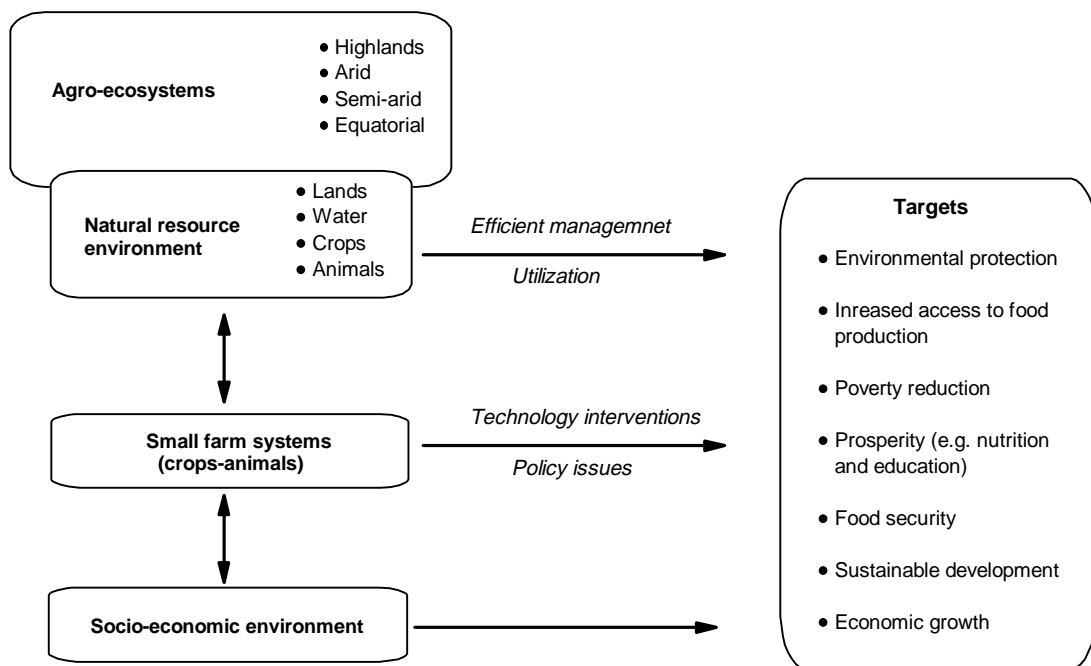 Agro-ecosystems
● Highlands
● Arid
● Semi-arid
● Equatorial
Natural resource
environment
● Lands
● Water
● Crops
● Animals
Efficient managemnet
Utilization
Small farm systems
(crops-animals)
Technology interventions
Policy issues
Socio-economic environment
Targets
● Environmental protection
● Inreased access to food
production
● Poverty reduction
● Prosperity (e.g. nutrition
and education)
● Food security
● Sustainable development
● Economic growth